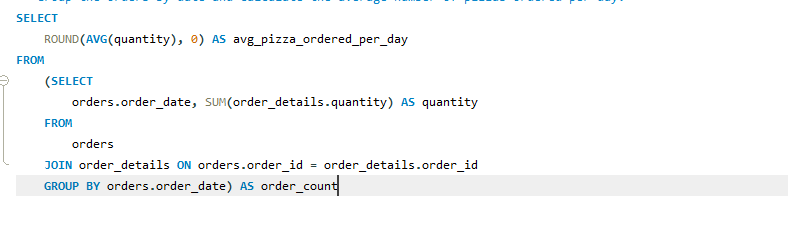 Group the orders by date and calculate the average number of pizzas ordered per day.
SELECT
ROUND(AVG(quantity), 0) AS avg_pizza_ordered_per_day
FROM
(SELECT
orders.order_date, SUM(order_details.quantity) AS quantity
FROM
orders
JOIN order_details ON orders.order_id = order_details.order_id
GROUP BY orders.order_date) AS order_count